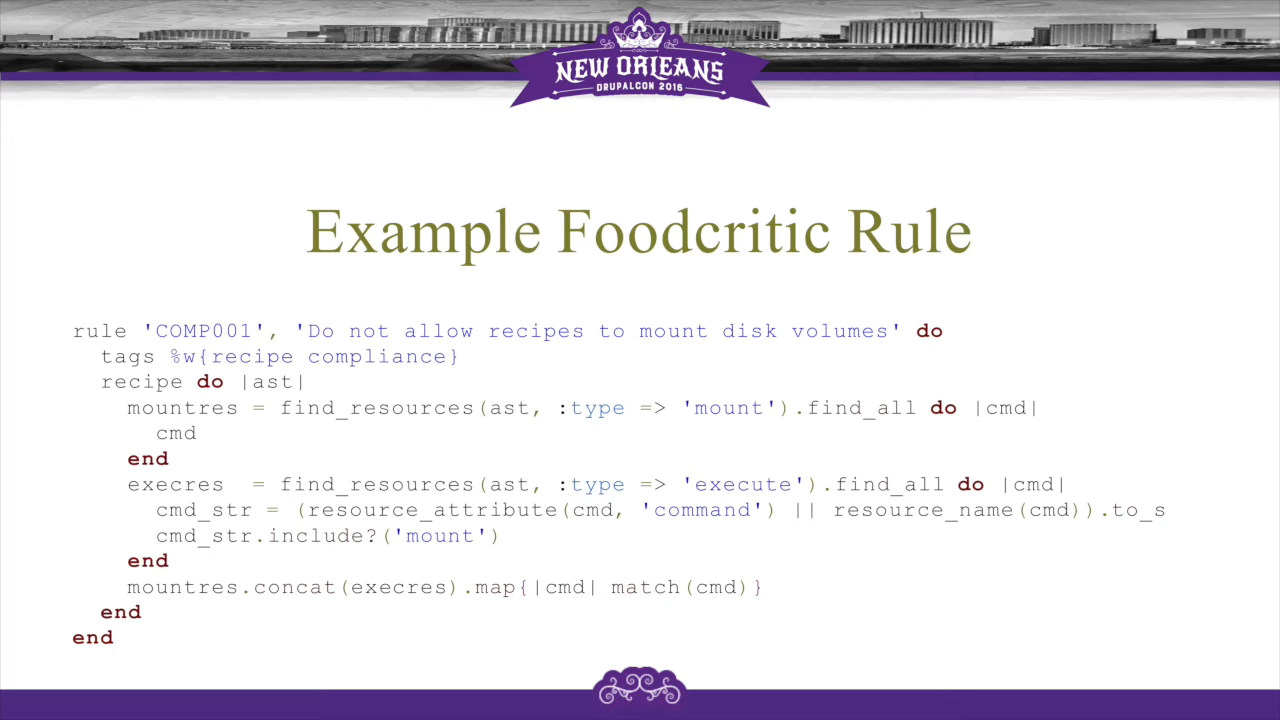 NEW ORLEANS
DRUPALCON 2016
Example Foodcritic Rule
rule 'COMP001', 'Do not allow recipes to mount disk volumes' do
  tags %w{recipe compliance}
  recipe do |ast|
    mountres = find_resources(ast, :type => 'mount').find_all do |cmd|
      cmd
    end
    execres  = find_resources(ast, :type => 'execute').find_all do |cmd|
      cmd_str = (resource_attribute(cmd, 'command') || resource_name(cmd)).to_s
      cmd_str.include?('mount')
    end
    mountres.concat(execres).map{|cmd| match(cmd)}
  end
end